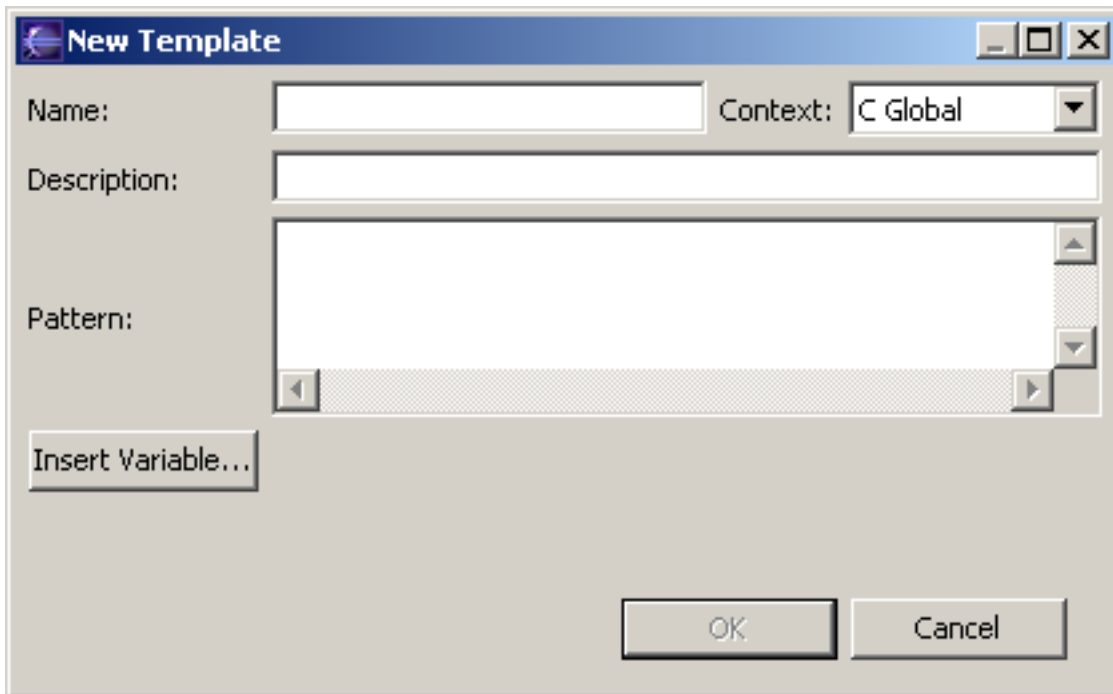 New Template
Name:
Context: C Global
Description:
Pattern:
Insert Variable...
OK
Cancel